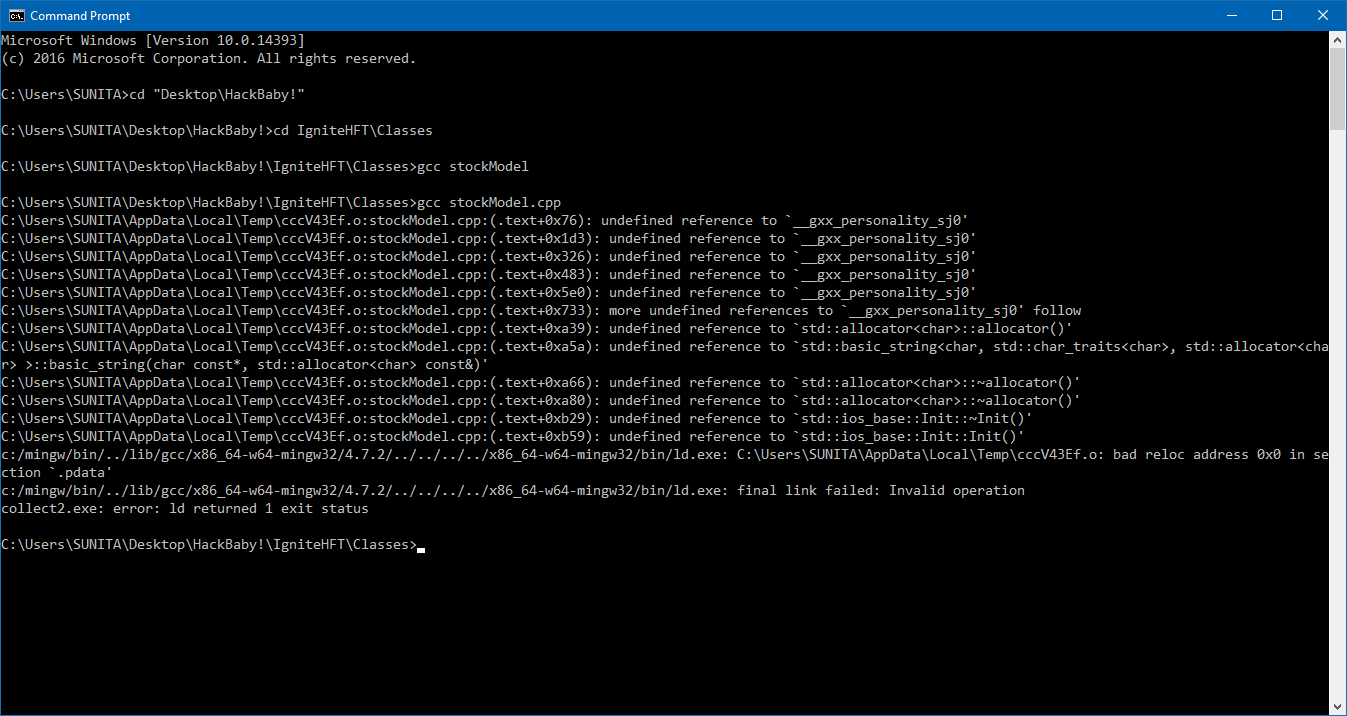 Command Prompt
Microsoft Windows [Version 10.0.14393]
(c) 2016 Microsoft Corporation. All rights reserved.
C:\Users\SUNITA>cd "Desktop\HackBaby!"
C:\Users\SUNITA\Desktop\HackBaby!>cd IgniteHFT\Classes
C:\Users\SUNITA\Desktop\HackBaby!\IgniteHFT\Classes>gcc stockModel
C:\Users\SUNITA\Desktop\HackBaby!\IgniteHFT\Classes>gcc stockModel.cpp
C:\Users\SUNITA\AppData\Local\Temp\cccV43Ef.o:stockModel.cpp:(.text+0x76): undefined reference to `__gxx_personality_sj0'
C:\Users\SUNITA\AppData\Local\Temp\cccV43Ef.o:stockModel.cpp:(.text+0x1d3): undefined reference to `__gxx_personality_sj0'
C:\Users\SUNITA\AppData\Local\Temp\cccV43Ef.o:stockModel.cpp:(.text+0x326): undefined reference to `__gxx_personality_sj0'
C:\Users\SUNITA\AppData\Local\Temp\cccV43Ef.o:stockModel.cpp:(.text+0x483): undefined reference to `__gxx_personality_sj0'
C:\Users\SUNITA\AppData\Local\Temp\cccV43Ef.o:stockModel.cpp:(.text+0x5e0): undefined reference to `__gxx_personality_sj0'
C:\Users\SUNITA\AppData\Local\Temp\cccV43Ef.o:stockModel.cpp:(.text+0x733): more undefined references to `__gxx_personality_sj0' follow
C:\Users\SUNITA\AppData\Local\Temp\cccV43Ef.o:stockModel.cpp:(.text+0xa39): undefined reference to `std::allocator<char>::allocator()'
C:\Users\SUNITA\AppData\Local\Temp\cccV43Ef.o:stockModel.cpp:(.text+0xa5a): undefined reference to `std::basic_string<char, std::char_traits<char>, std::allocator<cha
r> >::basic_string(char const*, std::allocator<char> const&)'
C:\Users\SUNITA\AppData\Local\Temp\cccV43Ef.o:stockModel.cpp:(.text+0xa66): undefined reference to `std::allocator<char>::~allocator()'
C:\Users\SUNITA\AppData\Local\Temp\cccV43Ef.o:stockModel.cpp:(.text+0xa80): undefined reference to `std::allocator<char>::~allocator()'
C:\Users\SUNITA\AppData\Local\Temp\cccV43Ef.o:stockModel.cpp:(.text+0xb29): undefined reference to `std::ios_base::Init::~Init()'
C:\Users\SUNITA\AppData\Local\Temp\cccV43Ef.o:stockModel.cpp:(.text+0xb59): undefined reference to `std::ios_base::Init::Init()'
c:/mingw/bin/../lib/gcc/x86_64-w64-mingw32/4.7.2/../../../../x86_64-w64-mingw32/bin/ld.exe: C:\Users\SUNITA\AppData\Local\Temp\cccV43Ef.o: bad reloc address 0x0 in se
ction `.pdata'
c:/mingw/bin/../lib/gcc/x86_64-w64-mingw32/4.7.2/../../../../x86_64-w64-mingw32/bin/ld.exe: final link failed: Invalid operation
collect2.exe: error: ld returned 1 exit status
C:\Users\SUNITA\Desktop\HackBaby!\IgniteHFT\Classes>